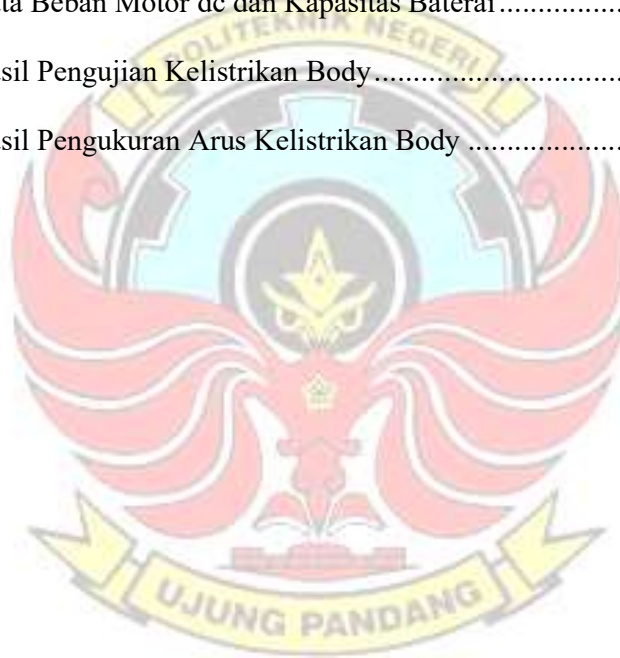 ta Beban Motor dc dan Kapasitas Baterai................
POLITEKNIK NEGERI
sil Pengujian Kelistrikan Body..............................
sil Pengukuran Arus Kelistrikan Body .....................
UJUNG PANDANG